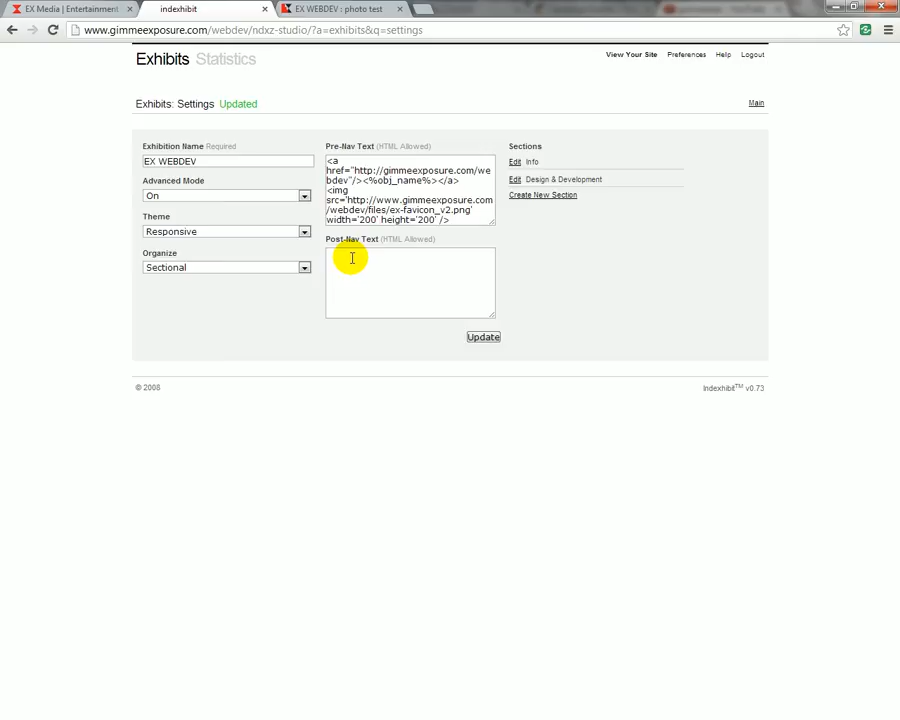 EX Media | Entertainment
indexhibit
EX WEBDEV : photo test
www.gimmeexposure.com/webdev/ndxz-studio/?a=exhibits&q=settings
Exhibits Statistics
View Your Site Preferences Help Logout
Exhibits: Settings Updated
Main
Exhibition Name Required
EX WEBDEV
Advanced Mode
On
Theme
Responsive
Organize
Sectional
Pre-Nav Text (HTML Allowed)
<a
href="http://gimmeexposure.com/we
bdev"/><%obj_name%></a>
<img
src='http://www.gimmeexposure.com
/webdev/files/ex-favicon_v2.png'
width='200' height='200' />
Post-Nav Text (HTML Allowed)
Update
Sections
Edit Info
Edit Design & Development
Create New Section
© 2008
Indexhibit™ v0.73